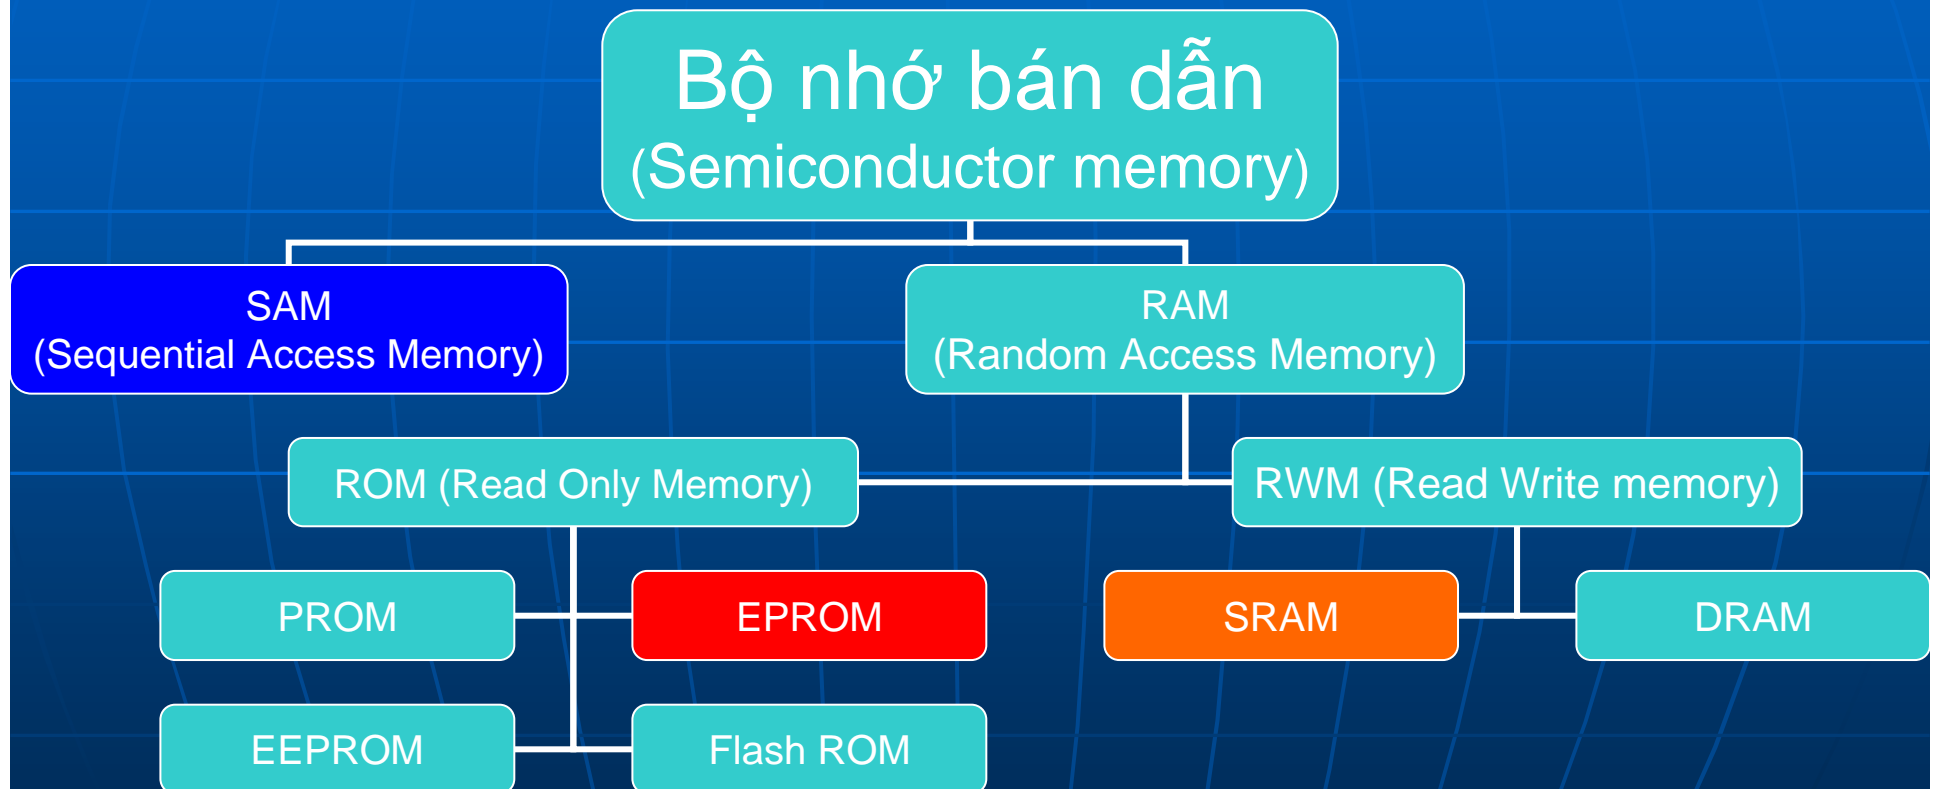 Bộ nhớ bán dẫn
(Semiconductor memory)
SAM
(Sequential Access Memory)
RAM
(Random Access Memory)
ROM (Read Only Memory)
RWM (Read Write memory)
PROM
EPROM
SRAM
DRAM
EEPROM
Flash ROM